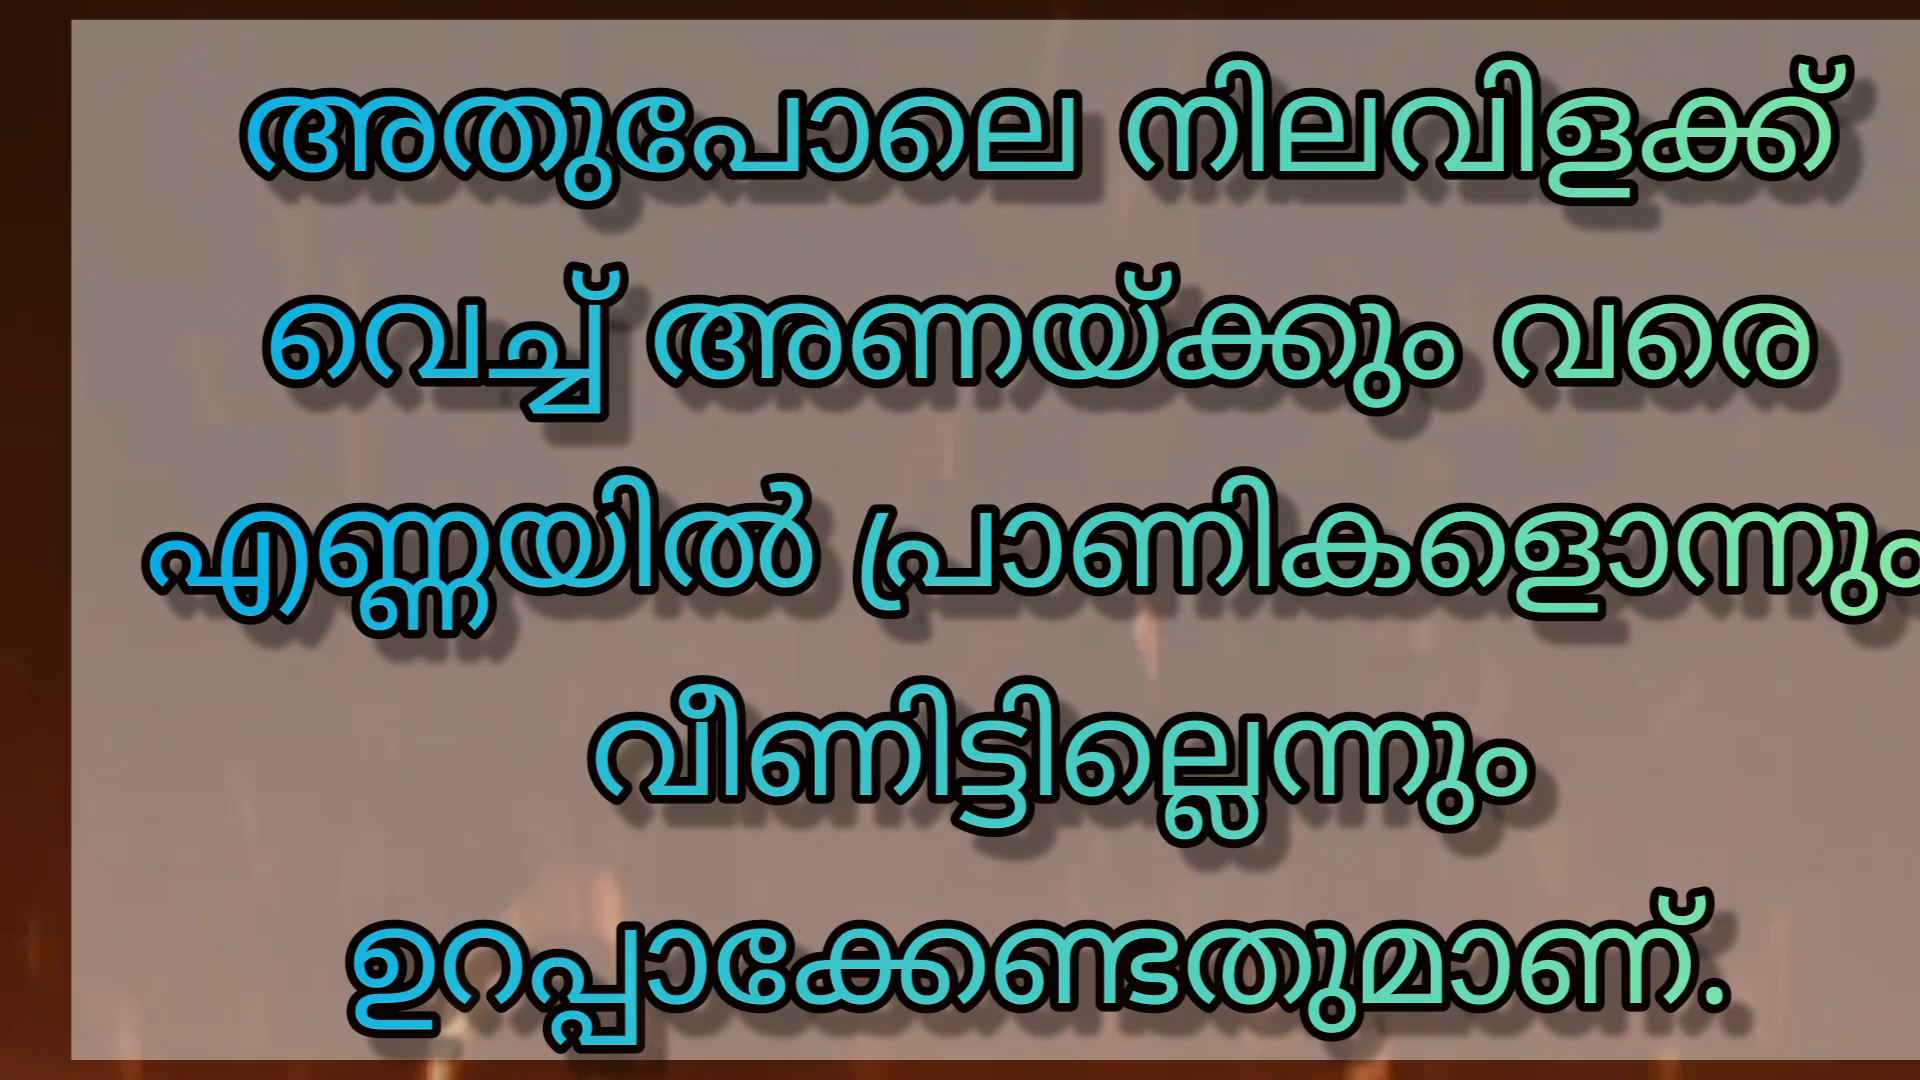 അതുപോലെ നിലവിളക്ക്
വെച്ച് അണയ്ക്കും വരെ
എണ്ണയിൽ പ്രാണികളൊന്നും
വീണിട്ടില്ലെന്നും
ഉറപ്പാക്കേണ്ടതുമാണ്.